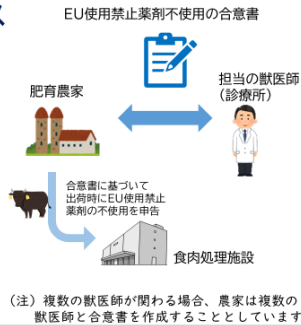 EU使用禁止薬剤不使用の合意書
肥育農家
担当の獣医師
(診療所)
合意書に基づいて
出荷時にEU使用禁止
薬剤の不使用を申告
食肉処理施設
(注)複数の獣医師が関わる場合、農家は複数の
獣医師と合意書を作成することとしています